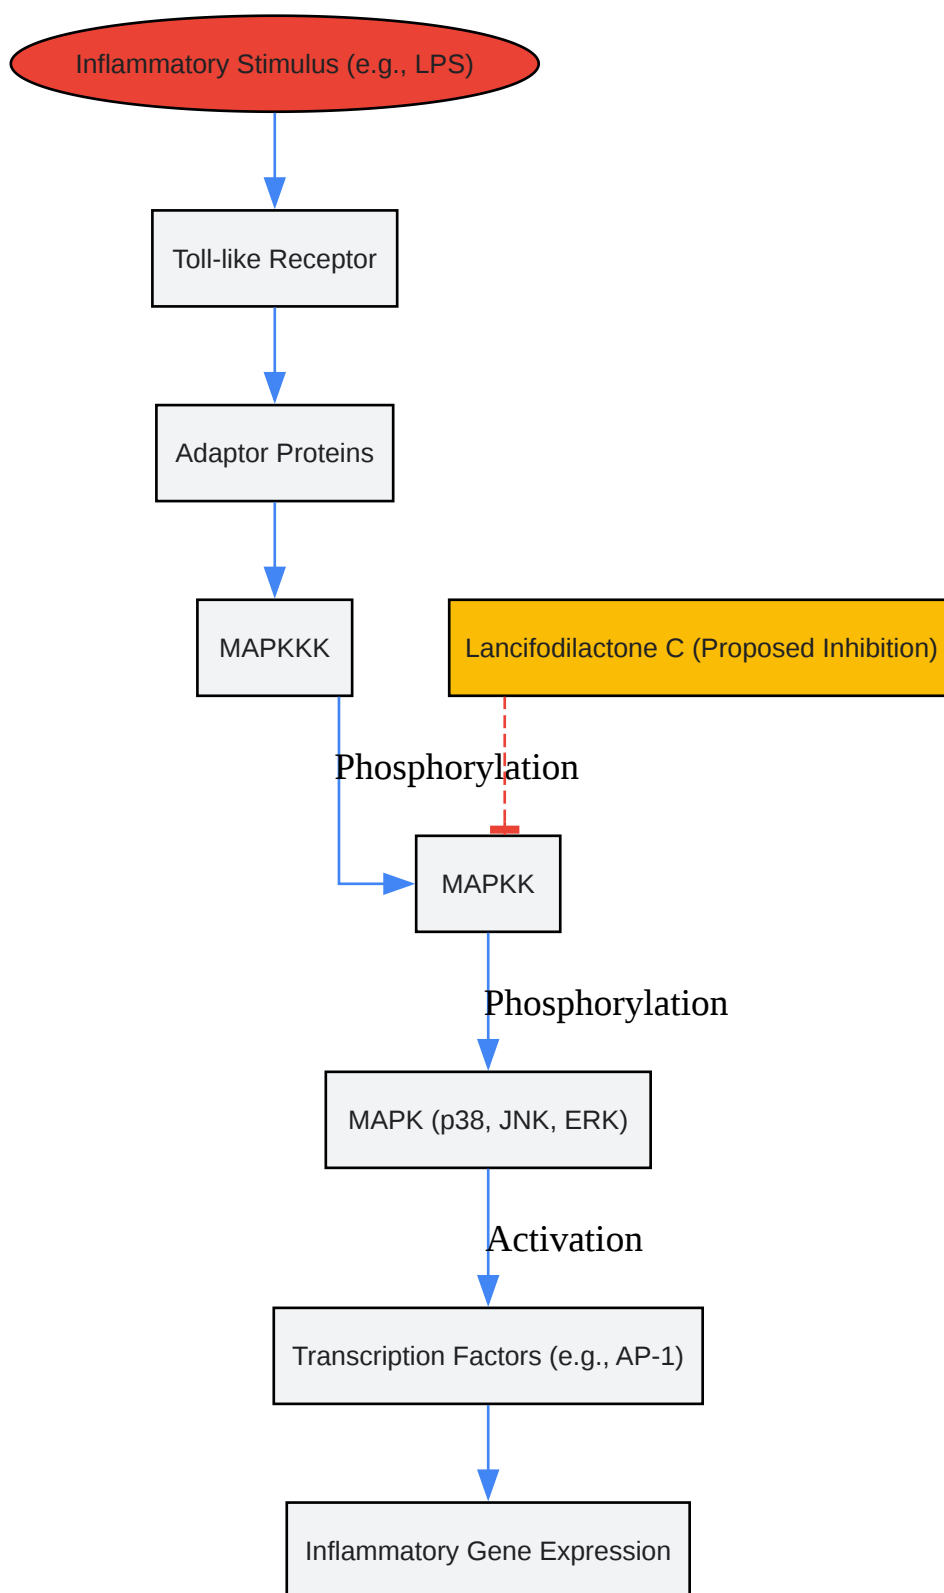 Inflammatory Stimulus (e.g., LPS)
Toll-like Receptor
Adaptor Proteins
MAPKKK
Lancifodilactone C (Proposed Inhibition)
Phosphorylation
MAPKK
Phosphorylation
MAPK (p38, JNK, ERK)
Activation
Transcription Factors (e.g., AP-1)
Inflammatory Gene Expression